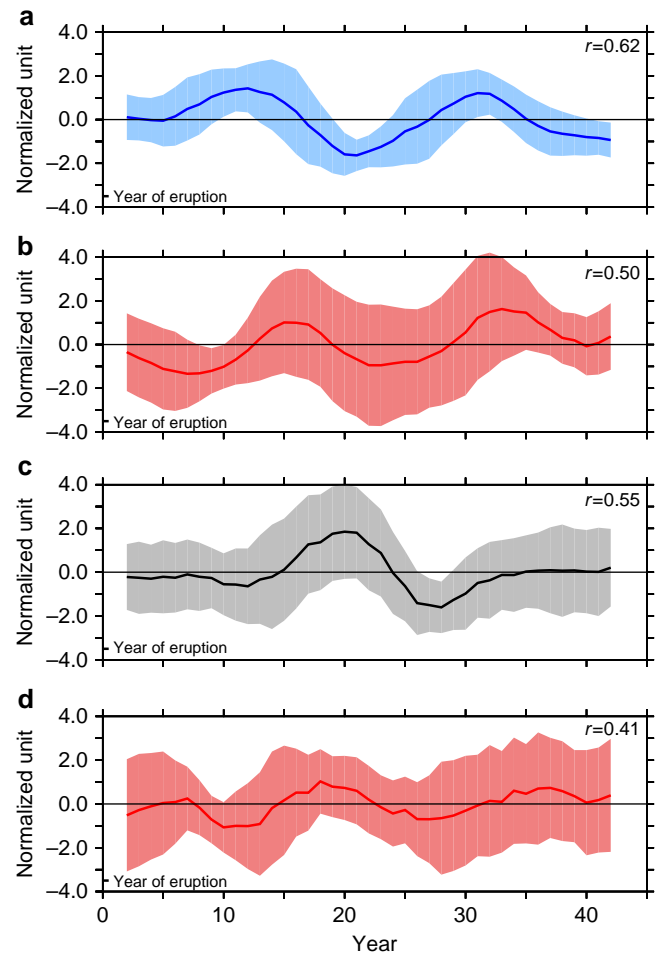 a
4.0
r=0.62
2.0
0.0
−2.0
−4.0
Normalized unit
Year of eruption
b
4.0
r=0.50
2.0
0.0
−2.0
−4.0
Normalized unit
Year of eruption
c
4.0
r=0.55
2.0
0.0
−2.0
−4.0
Normalized unit
Year of eruption
d
4.0
r=0.41
2.0
0.0
−2.0
−4.0
Normalized unit
Year of eruption
0 10 20 30 40
Year